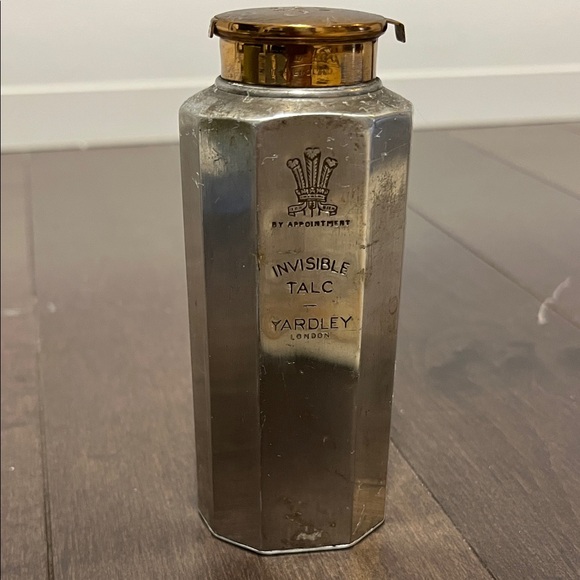 BY APPOINTMENT
INVISIBLE
TALC
YARDLEY
LONDON